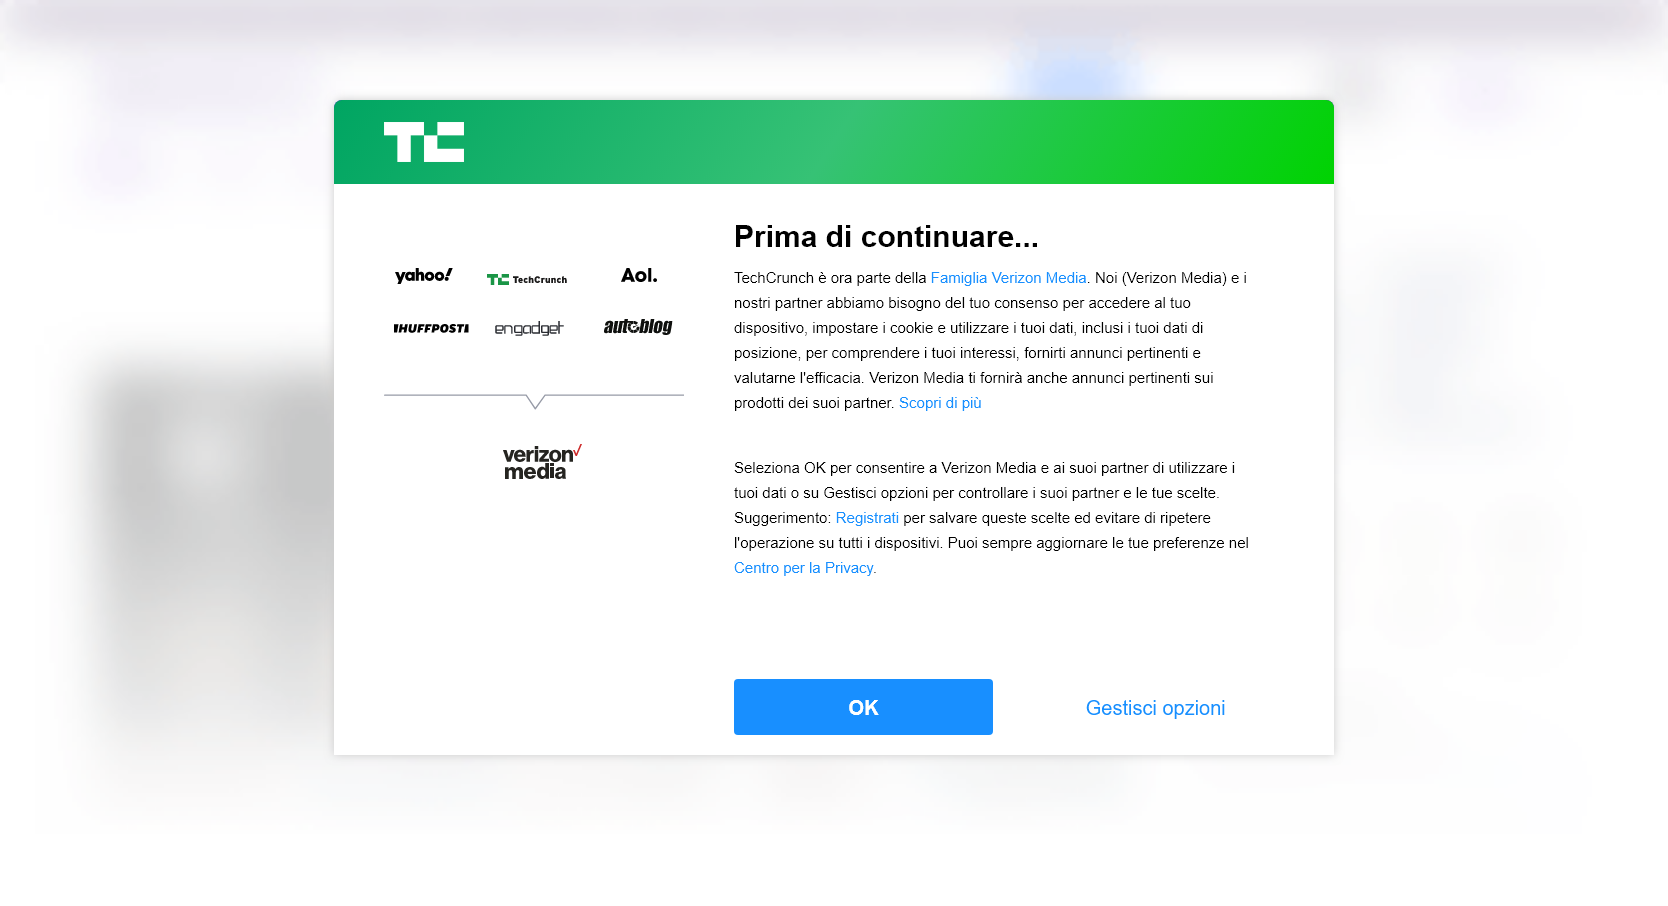 TC
yahoo!
TechCrunch
Aol.
HUFFPOST
engadget
autoblog
verizon✓
media
Prima di continuare...
TechCrunch è ora parte della Famiglia Verizon Media. Noi (Verizon Media) e i
nostri partner abbiamo bisogno del tuo consenso per accedere al tuo
dispositivo, impostare i cookie e utilizzare i tuoi dati, inclusi i tuoi dati di
posizione, per comprendere i tuoi interessi, fornirti annunci pertinenti e
valutarne l'efficacia. Verizon Media ti fornirà anche annunci pertinenti sui
prodotti dei suoi partner. Scopri di più
Seleziona OK per consentire a Verizon Media e ai suoi partner di utilizzare i
tuoi dati o su Gestisci opzioni per controllare i suoi partner e le tue scelte.
Suggerimento: Registrati per salvare queste scelte ed evitare di ripetere
l'operazione su tutti i dispositivi. Puoi sempre aggiornare le tue preferenze nel
Centro per la Privacy.
OK
Gestisci opzioni